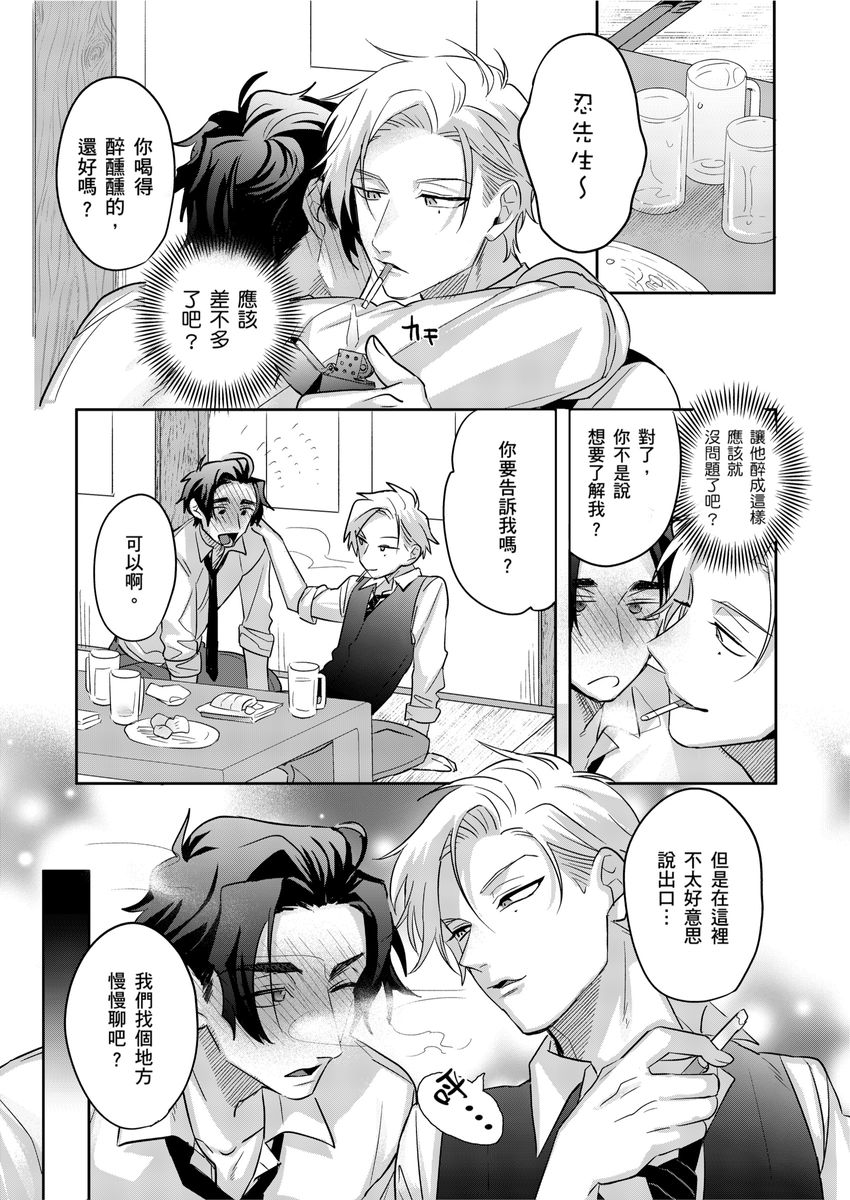 忍先生～
你喝得
醉醺醺的，
還好嗎？
應該
差不多
了吧？
カチ
讓他醉成這樣
應該就
沒問題了吧？
對了，
你不是說
想要了解我？
你要告訴我嗎？
可以啊。
但是在這裡
不太好意思
說出口…
呼…
我們找個地方
慢慢聊吧？